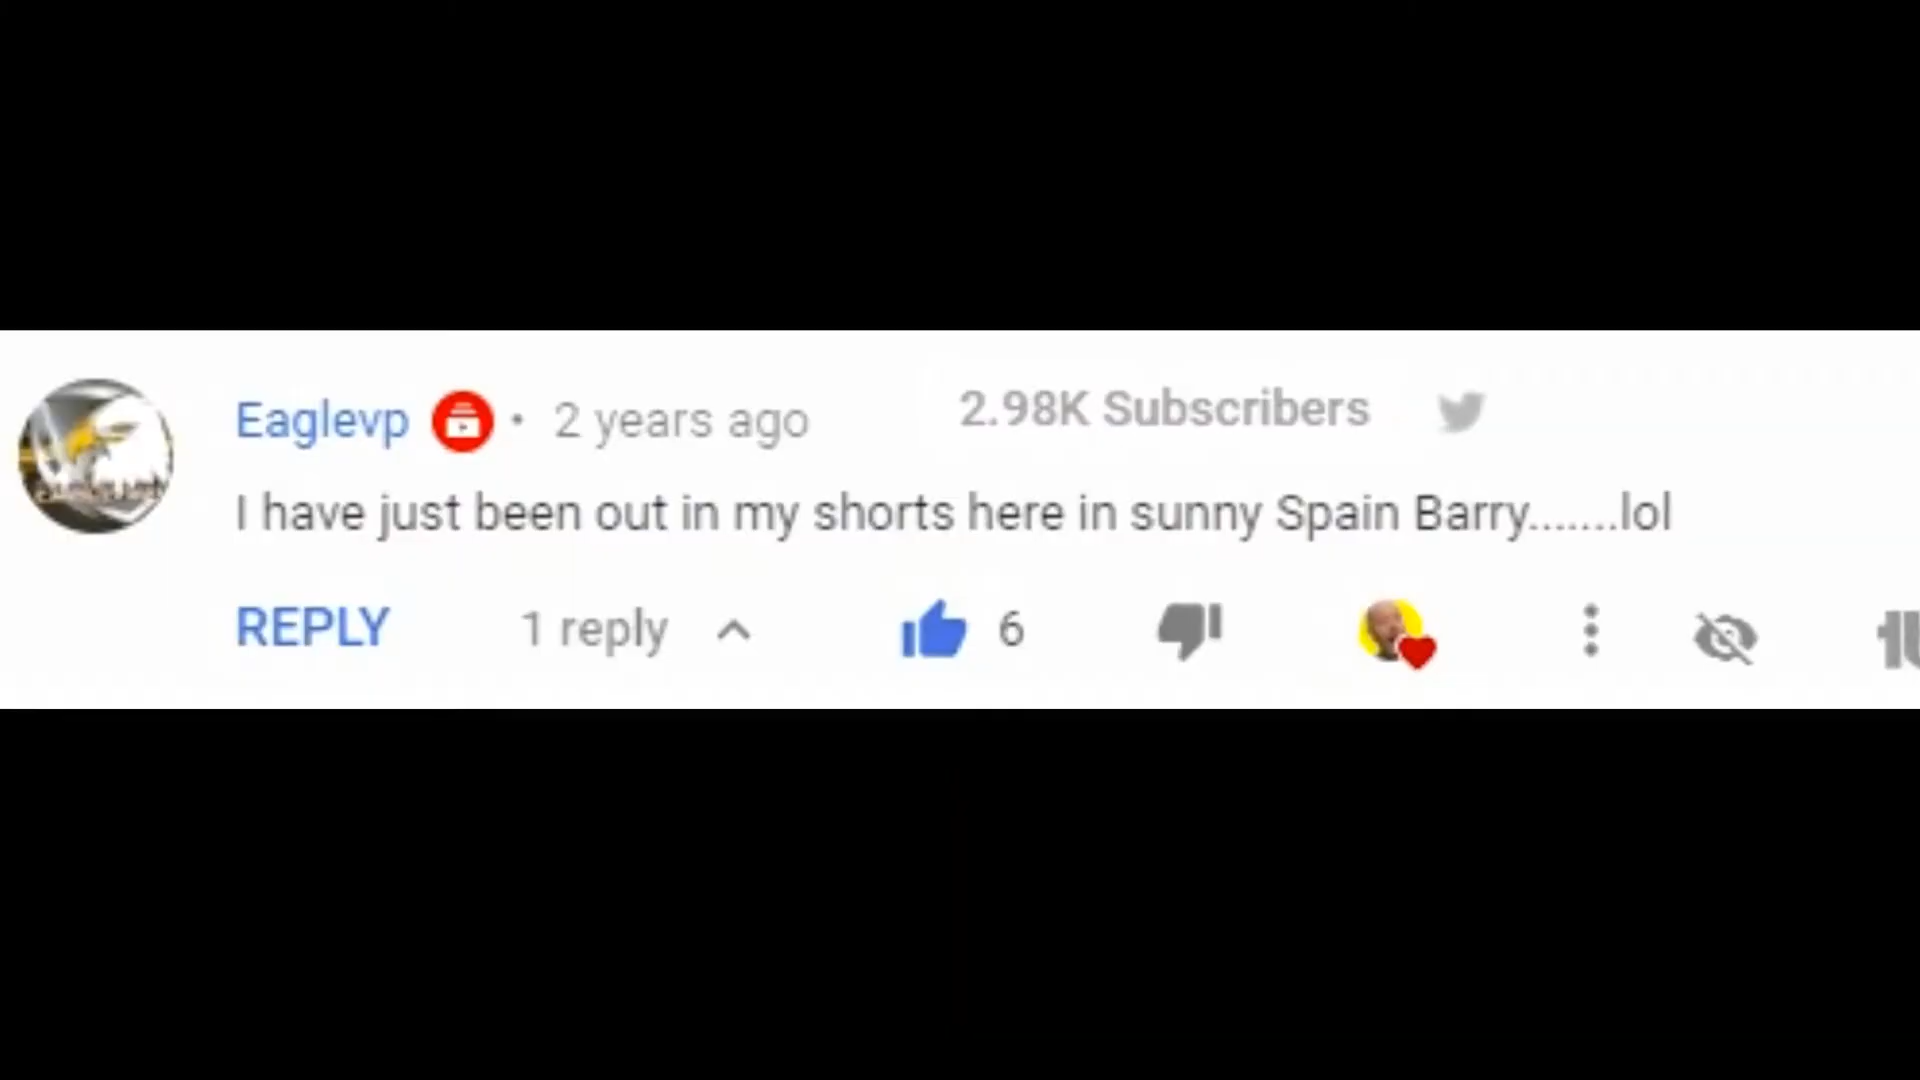 Eaglevp • 2 years ago 2.98K Subscribers
I have just been out in my shorts here in sunny Spain Barry.......lol
REPLY 1 reply 6